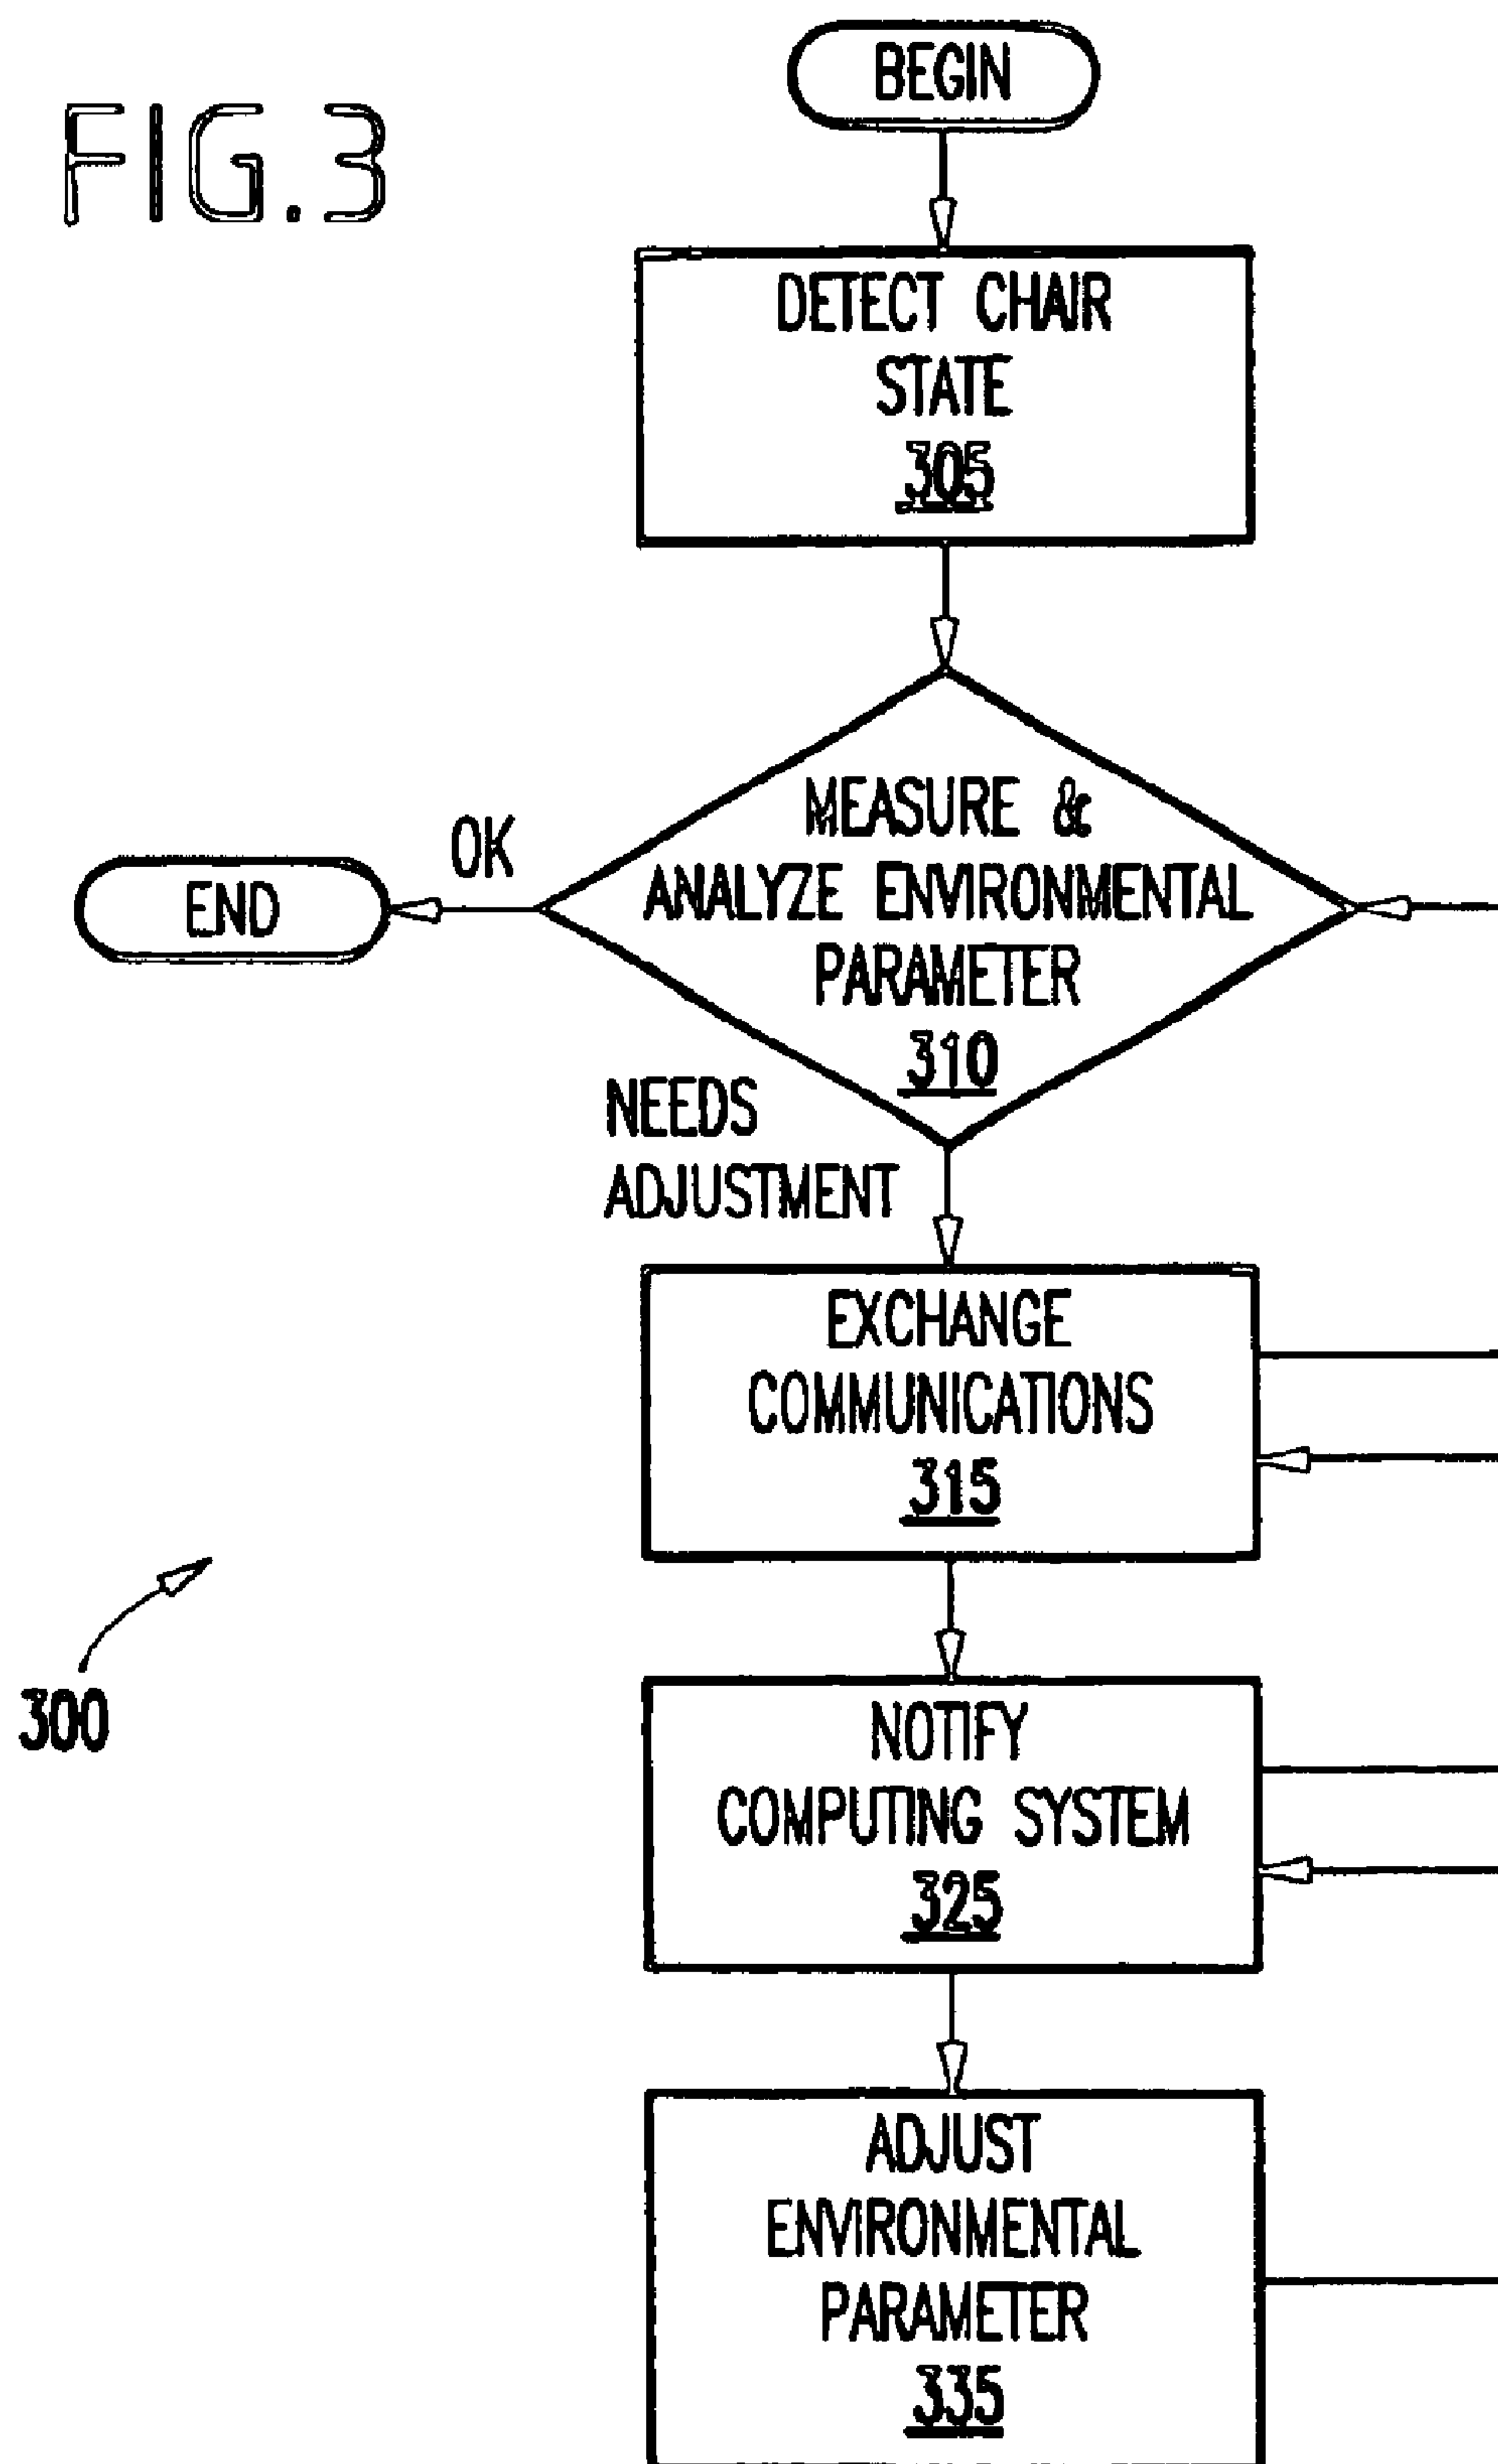 FIG.3
BEGIN
DETECT CHAIR
STATE
305
MEASURE &
ANALYZE ENVIRONMENTAL
PARAMETER
310
OK
END
NEEDS
ADJUSTMENT
EXCHANGE
COMMUNICATIONS
315
300
NOTIFY
COMPUTING SYSTEM
325
ADJUST
ENVIRONMENTAL
PARAMETER
335